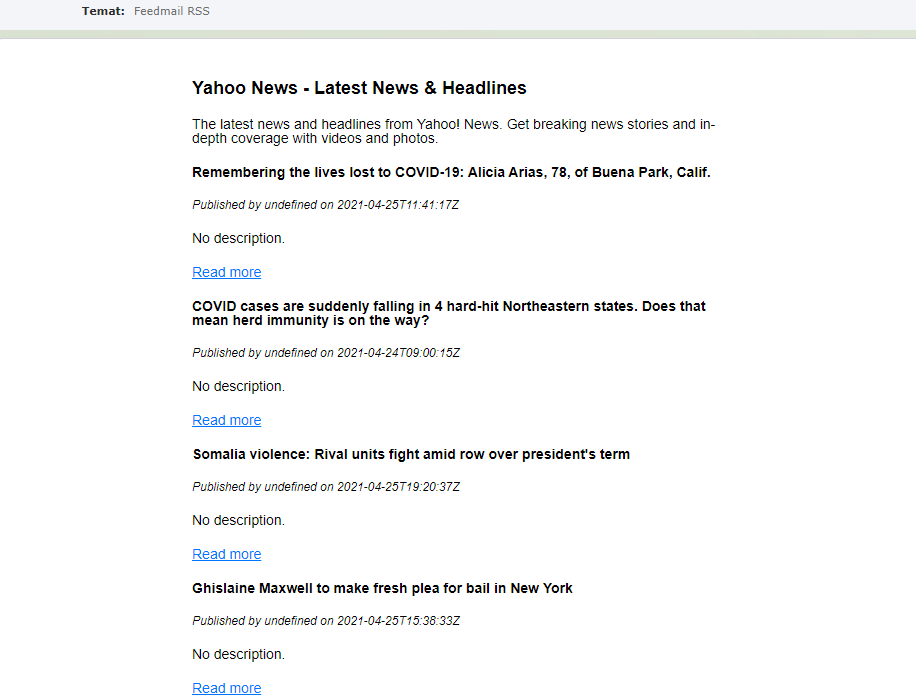 Temat: Feedmail RSS
Yahoo News - Latest News & Headlines
The latest news and headlines from Yahoo! News. Get breaking news stories and in-
depth coverage with videos and photos.
Remembering the lives lost to COVID-19: Alicia Arias, 78, of Buena Park, Calif.
Published by undefined on 2021-04-25T11:41:17Z
No description.
Read more
COVID cases are suddenly falling in 4 hard-hit Northeastern states. Does that
mean herd immunity is on the way?
Published by undefined on 2021-04-24T09:00:15Z
No description.
Read more
Somalia violence: Rival units fight amid row over president's term
Published by undefined on 2021-04-25T19:20:37Z
No description.
Read more
Ghislaine Maxwell to make fresh plea for bail in New York
Published by undefined on 2021-04-25T15:38:33Z
No description.
Read more